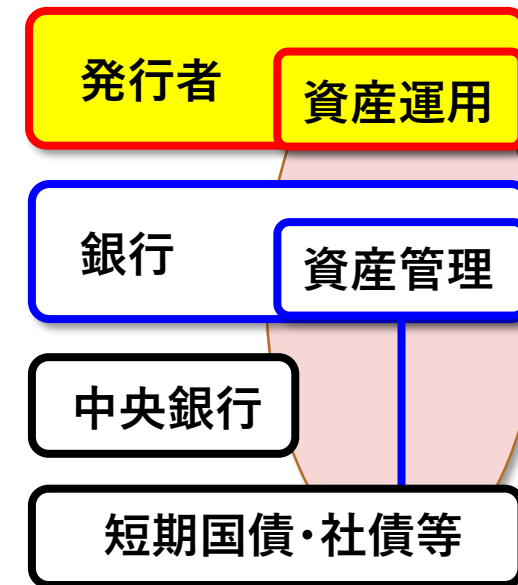 発行者
資産運用
銀行
資産管理
中央銀行
短期国債･社債等